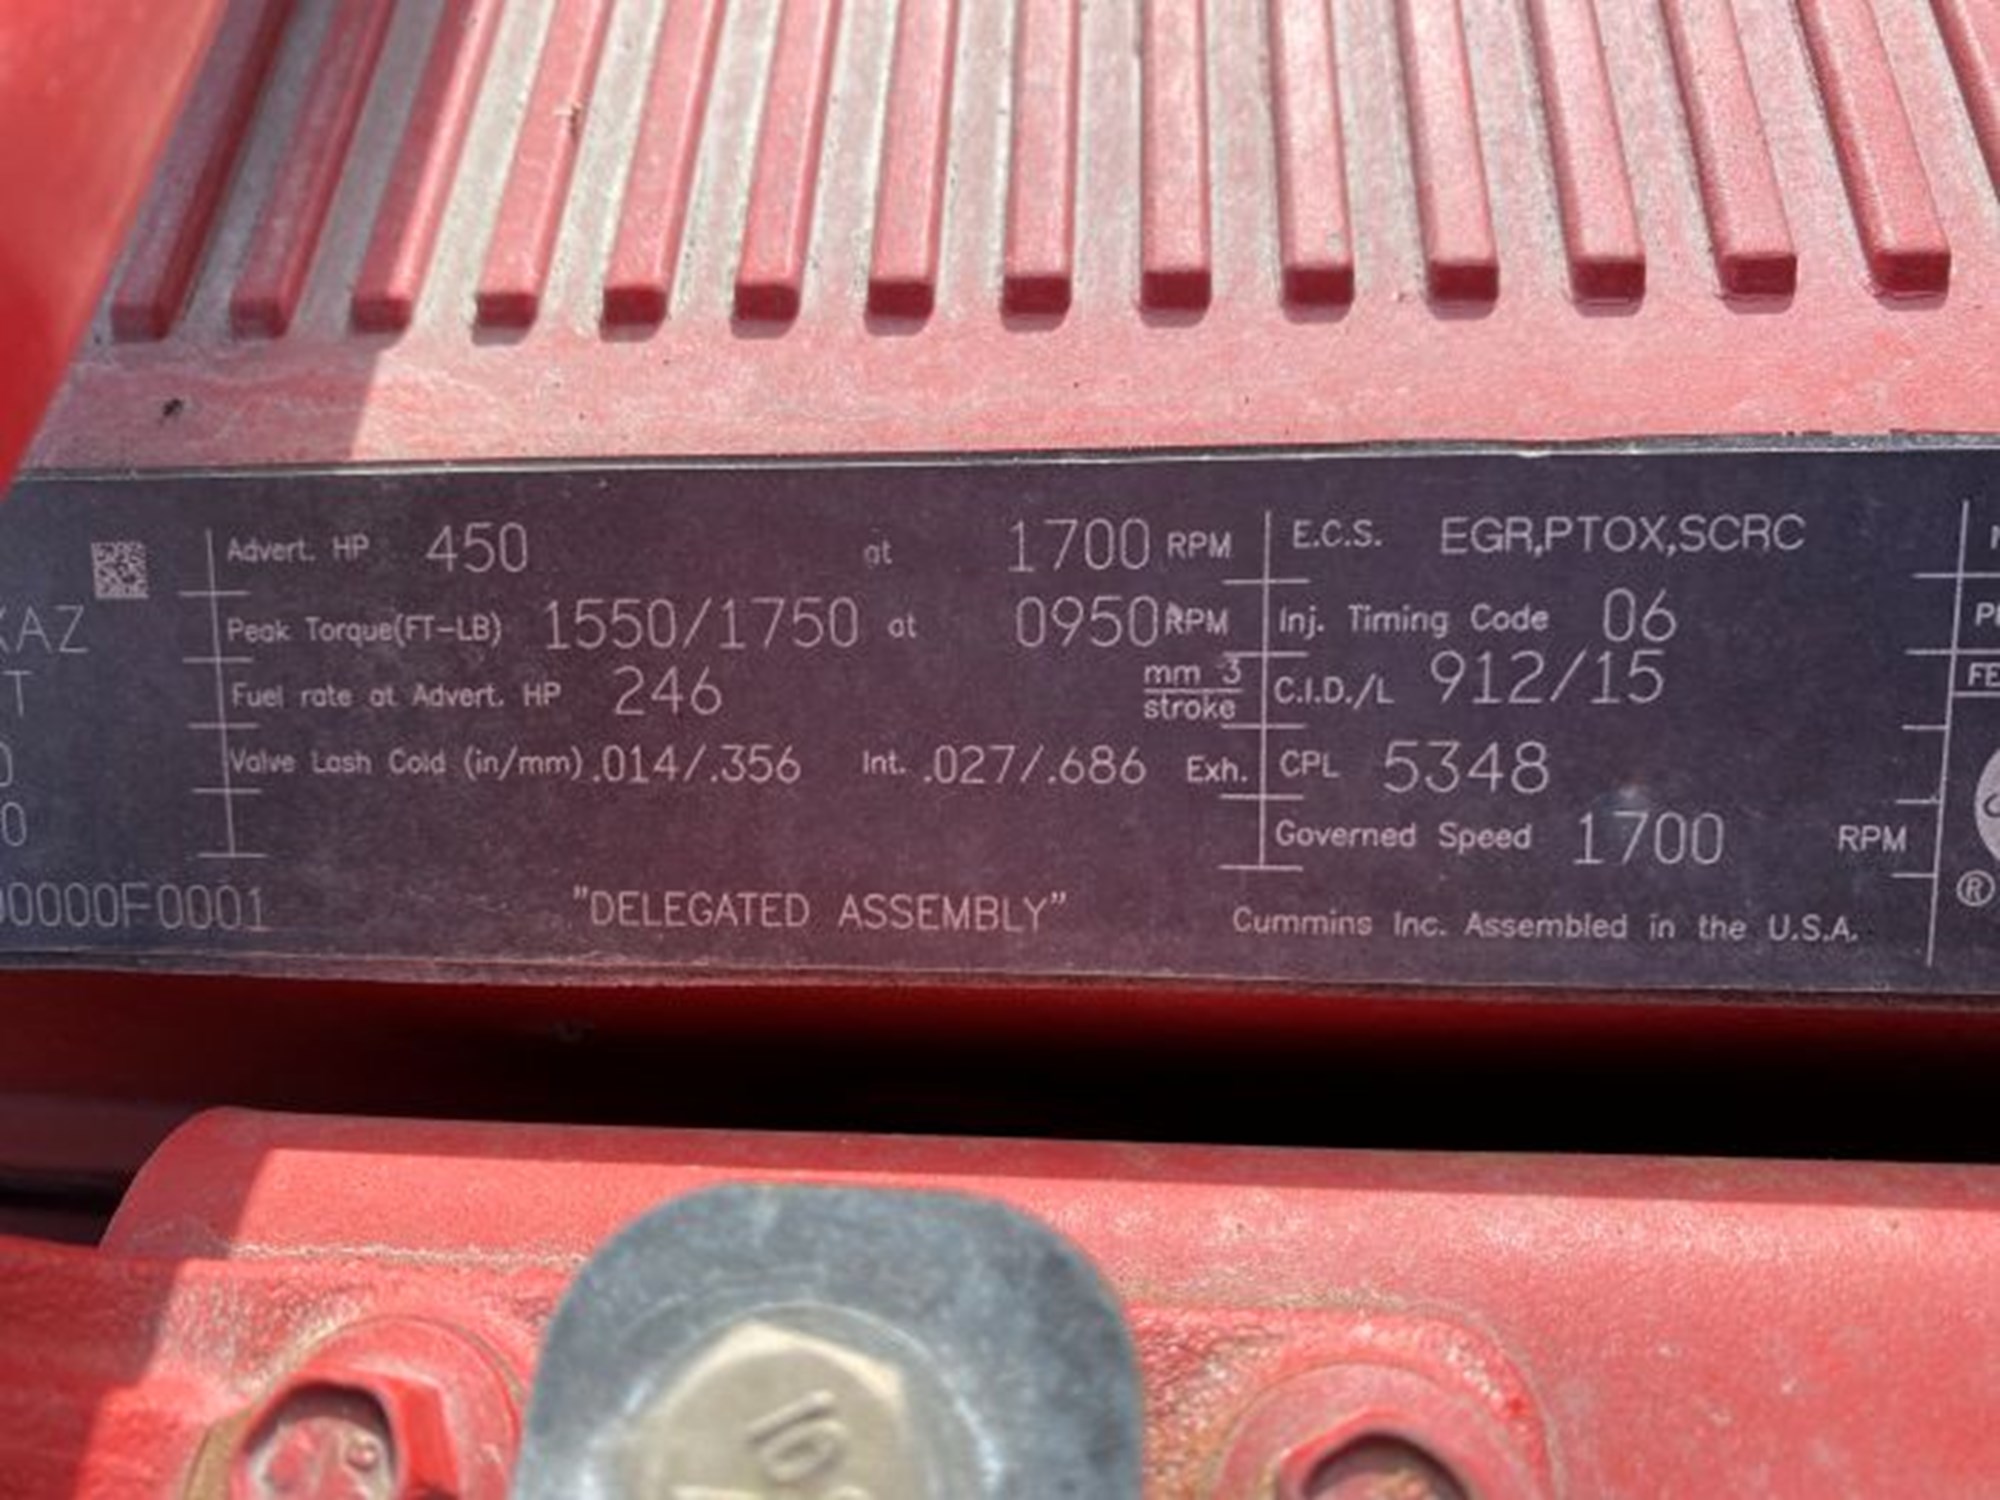 Advert. HP 450 at 1700 RPM
Peak Torque(FT-LB) 1550/1750 at 0950 RPM
Fuel rate at Advert. HP 246 mm 3 stroke
Valve Lash Cold (in/mm) .014/.356 Int. .027/.686 Exh.
"DELEGATED ASSEMBLY"
E.C.S. EGR,PTOX,SCRC
Inj. Timing Code 06
C.I.D./L 912/15
CPL 5348
Governed Speed 1700 RPM
Cummins Inc. Assembled in the U.S.A.
®